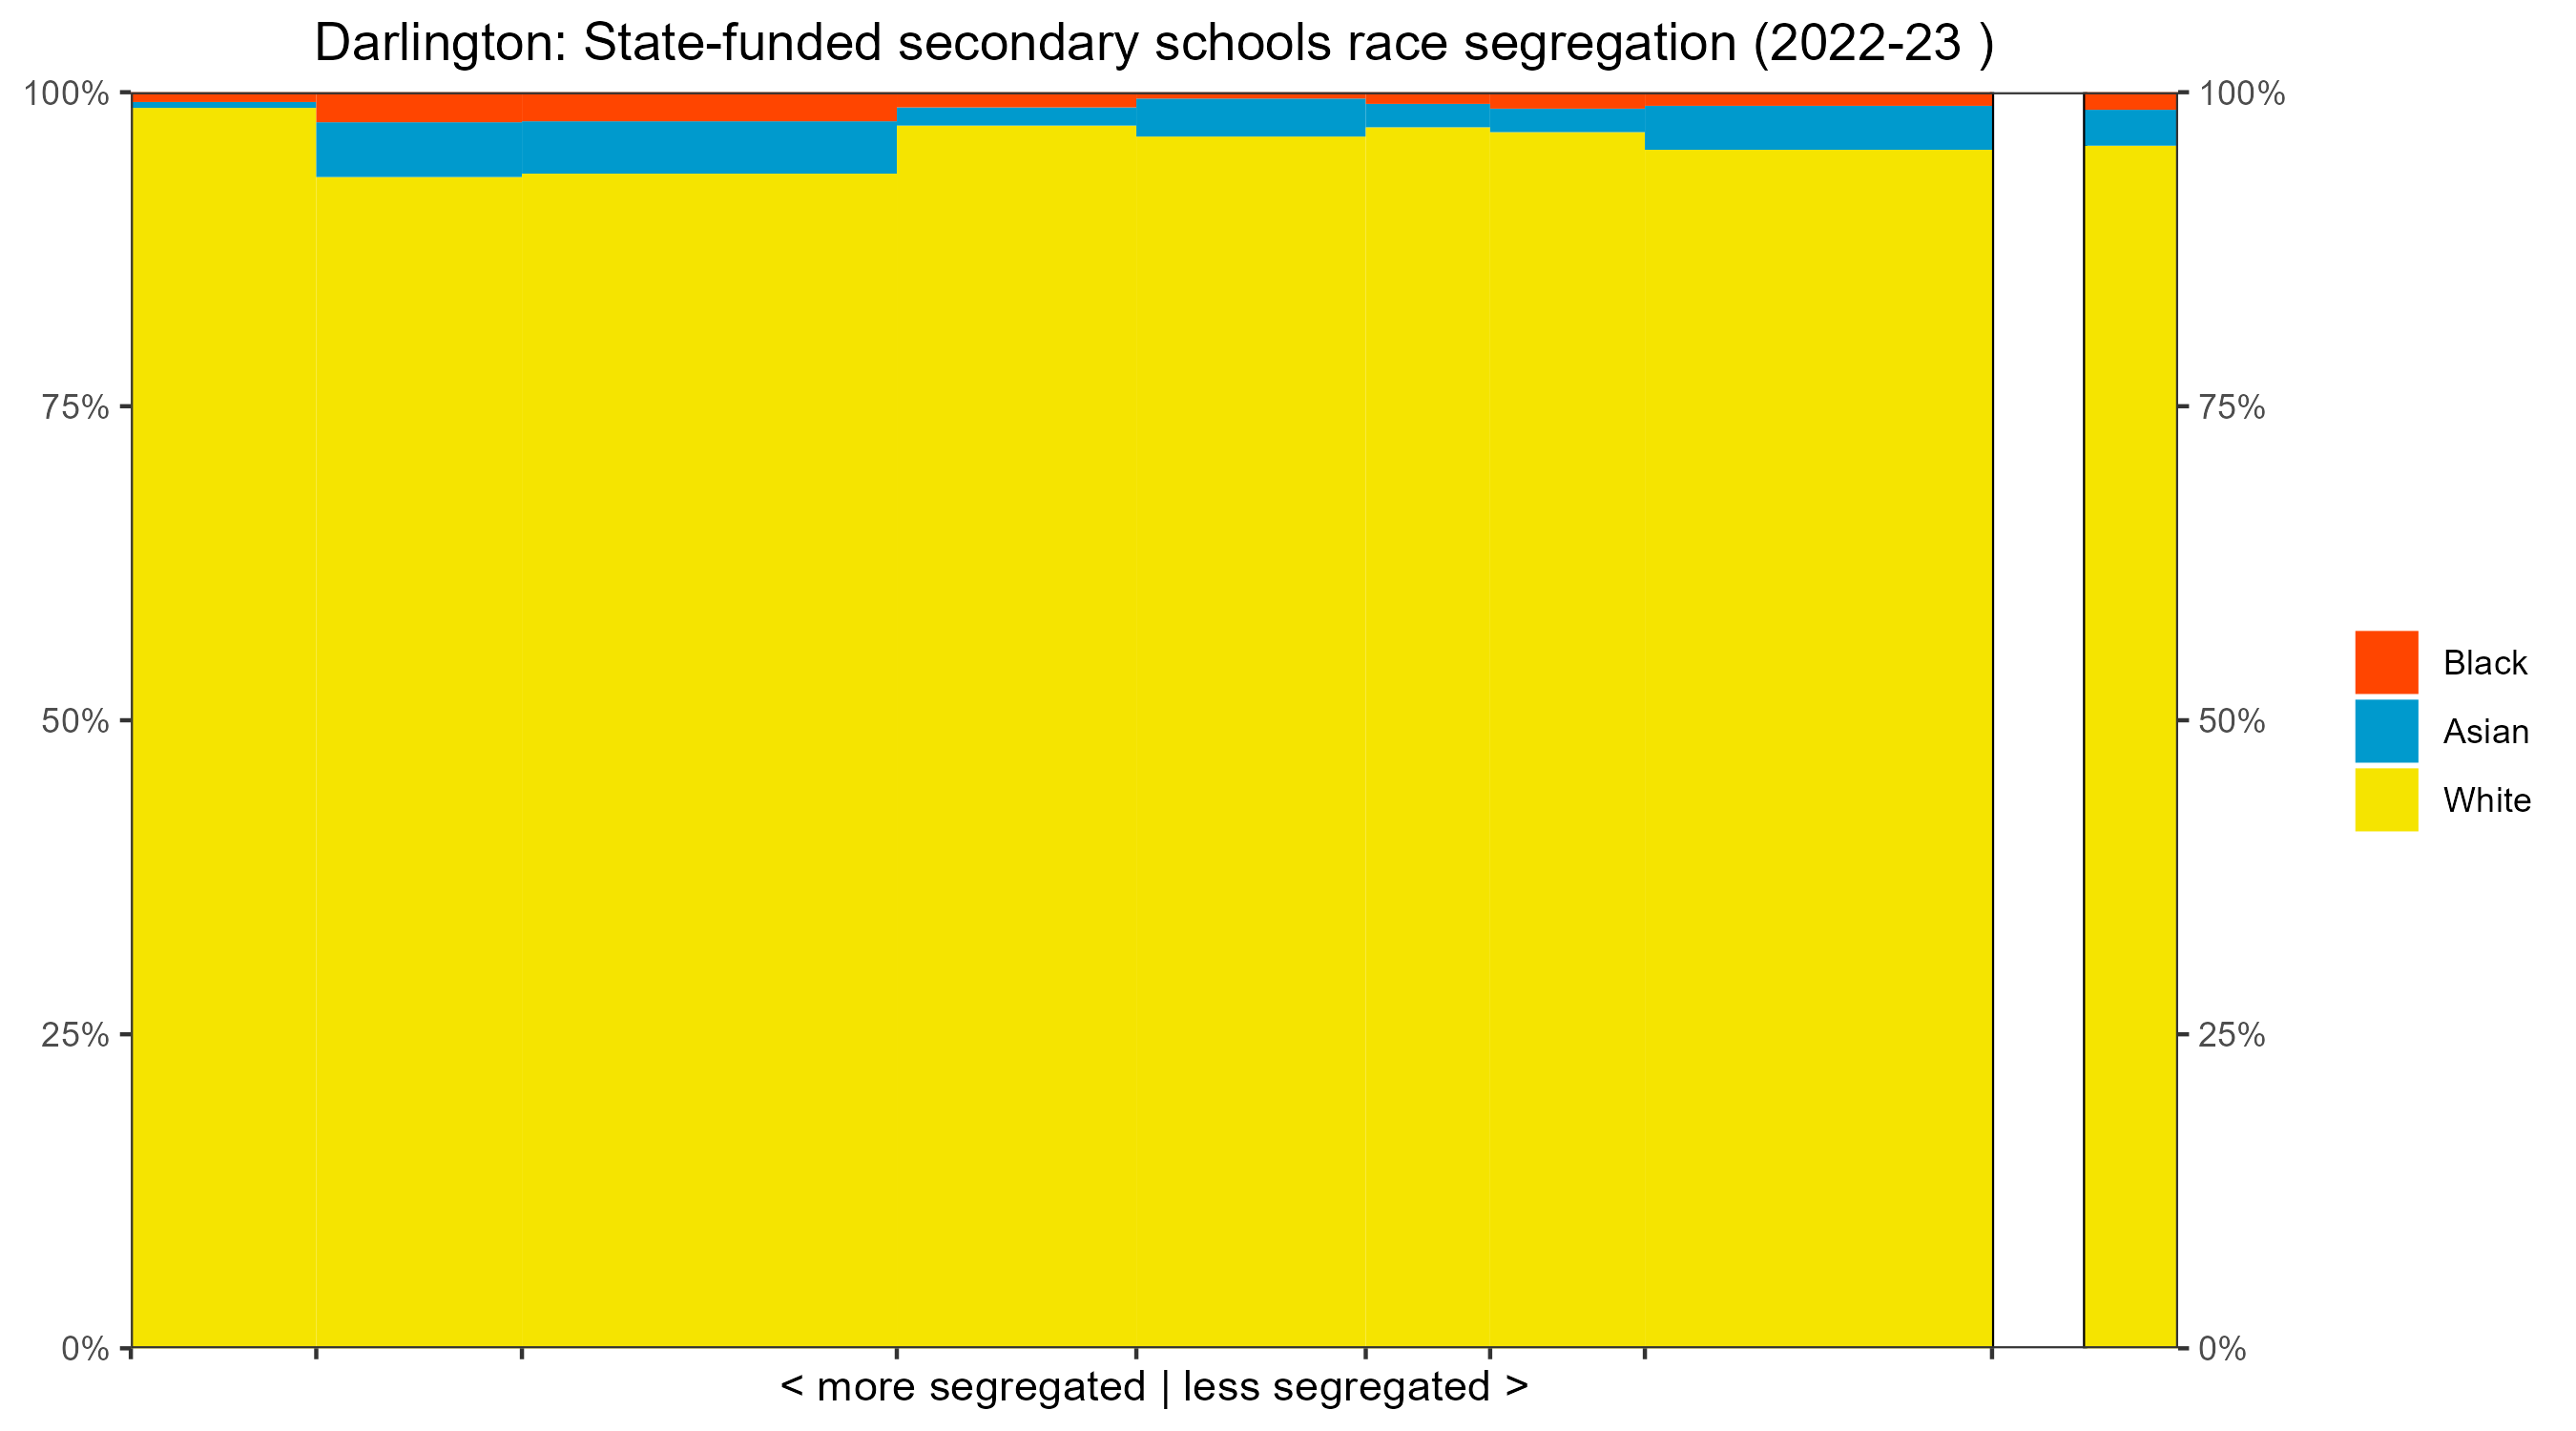 Darlington: State-funded secondary schools race segregation (2022-23 )
100%
75%
50%
25%
0%
100%
75%
50%
25%
0%
Black
Asian
White
< more segregated | less segregated >